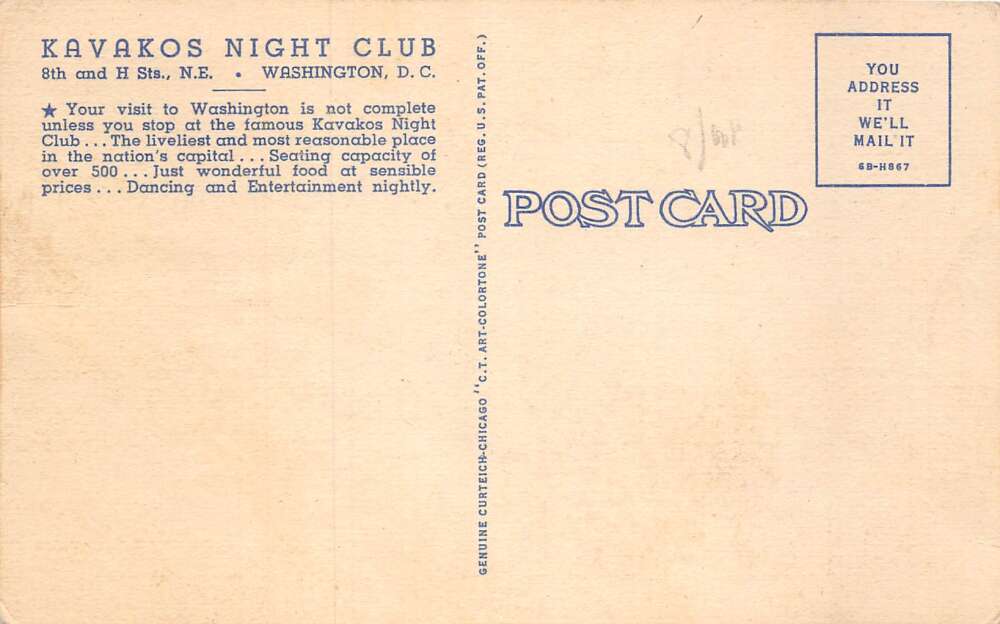 KAVAKOS NIGHT CLUB
8th and H Sts., N.E. • WASHINGTON, D. C.
★ Your visit to Washington is not complete
unless you stop at the famous Kavakos Night
Club . . . The liveliest and most reasonable place
in the nation's capital . . . Seating capacity of
over 500 . . . Just wonderful food at sensible
prices . . . Dancing and Entertainment nightly.
GENUINE CURTEICH-CHICAGO "C.T. ART-COLORTONE" POST CARD (REG. U.S. PAT. OFF.)
POST CARD
YOU
ADDRESS
IT
WE'LL
MAIL IT
6B-H867